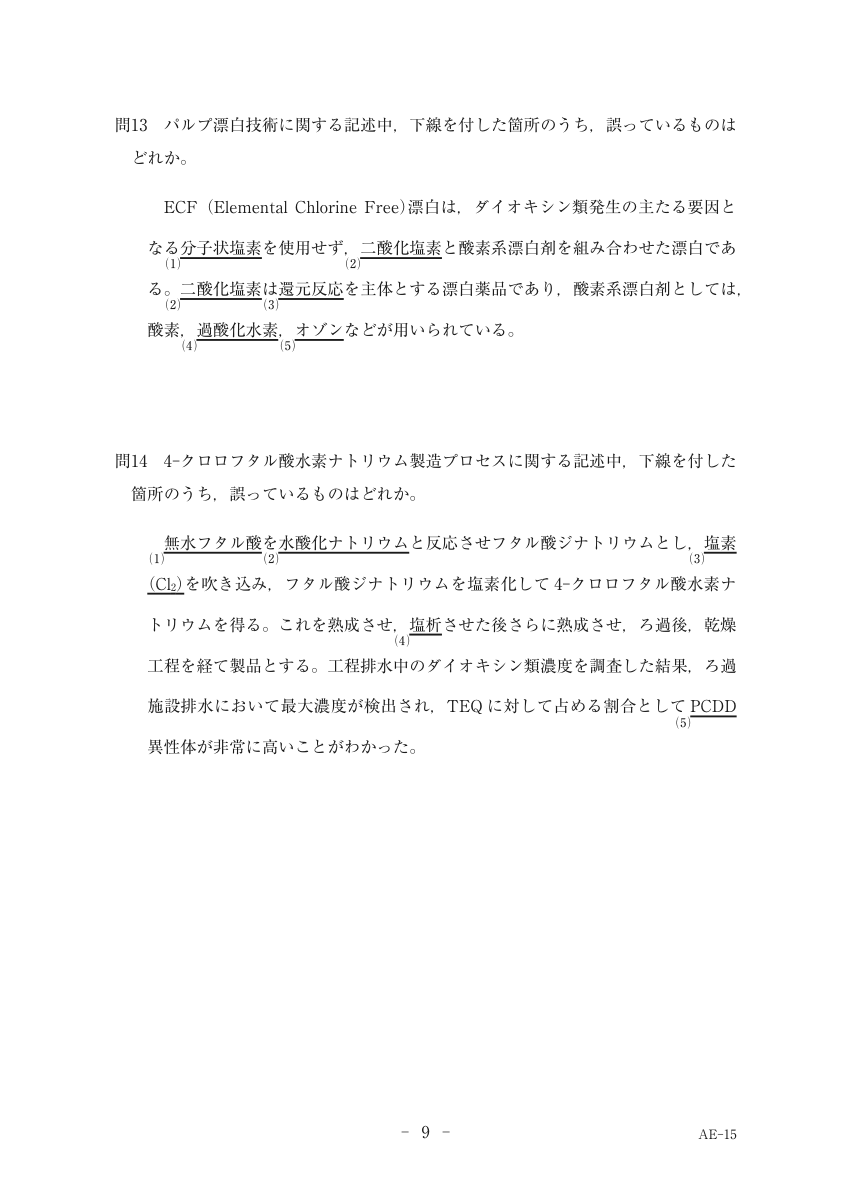 問13 パルプ漂白技術に関する記述中，下線を付した箇所のうち，誤っているものは
どれか。
ECF (Elemental Chlorine Free)漂白は，ダイオキシン類発生の主たる要因と
なる分子状塩素を使用せず，二酸化塩素と酸素系漂白剤を組み合わせた漂白であ
(1) (2)
る。二酸化塩素は還元反応を主体とする漂白薬品であり，酸素系漂白剤としては，
(2) (3)
酸素，過酸化水素，オゾンなどが用いられている。
(4) (5)
問14 4-クロロフタル酸水素ナトリウム製造プロセスに関する記述中，下線を付した
箇所のうち，誤っているものはどれか。
無水フタル酸を水酸化ナトリウムと反応させフタル酸ジナトリウムとし，塩素
(1) (2) (3)
(Cl₂)を吹き込み，フタル酸ジナトリウムを塩素化して 4-クロロフタル酸水素ナ
トリウムを得る。これを熟成させ，塩析させた後さらに熟成させ，ろ過後，乾燥
(4)
工程を経て製品とする。工程排水中のダイオキシン類濃度を調査した結果，ろ過
施設排水において最大濃度が検出され，TEQ に対して占める割合として PCDD
(5)
異性体が非常に高いことがわかった。
- 9 -
AE-15